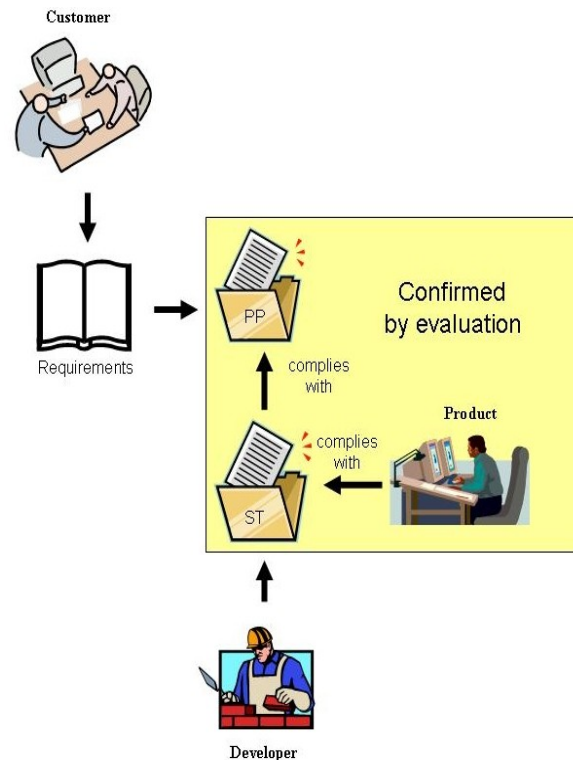 Customer
PP
Confirmed
by evaluation
Requirements
complies
with
Product
complies
with
ST
Developer